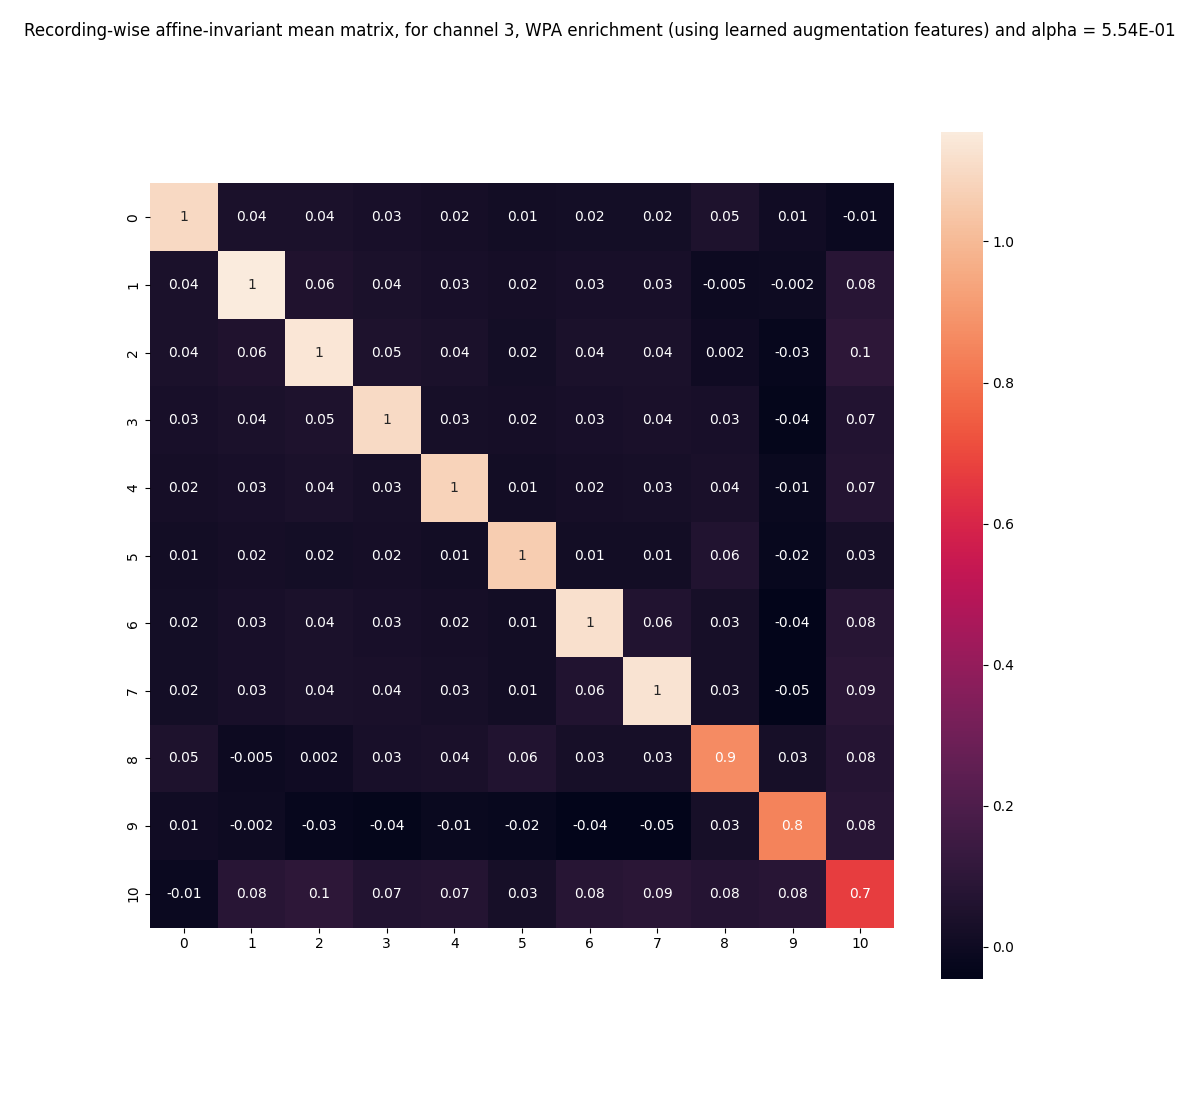 Recording-wise affine-invariant mean matrix, for channel 3, WPA enrichment (using learned augmentation features) and alpha = 5.54E-01
0 1 0.04 0.04 0.03 0.02 0.01 0.02 0.02 0.05 0.01 -0.01
1 0.04 1 0.06 0.04 0.03 0.02 0.03 0.03 -0.005 -0.002 0.08
2 0.04 0.06 1 0.05 0.04 0.02 0.04 0.04 0.002 -0.03 0.1
3 0.03 0.04 0.05 1 0.03 0.02 0.03 0.04 0.03 -0.04 0.07
4 0.02 0.03 0.04 0.03 1 0.01 0.02 0.03 0.04 -0.01 0.07
5 0.01 0.02 0.02 0.02 0.01 1 0.01 0.01 0.06 -0.02 0.03
6 0.02 0.03 0.04 0.03 0.02 0.01 1 0.06 0.03 -0.04 0.08
7 0.02 0.03 0.04 0.04 0.03 0.01 0.06 1 0.03 -0.05 0.09
8 0.05 -0.005 0.002 0.03 0.04 0.06 0.03 0.03 0.9 0.03 0.08
9 0.01 -0.002 -0.03 -0.04 -0.01 -0.02 -0.04 -0.05 0.03 0.8 0.08
10 -0.01 0.08 0.1 0.07 0.07 0.03 0.08 0.09 0.08 0.08 0.7
0 1 2 3 4 5 6 7 8 9 10
1.0
0.8
0.6
0.4
0.2
0.0